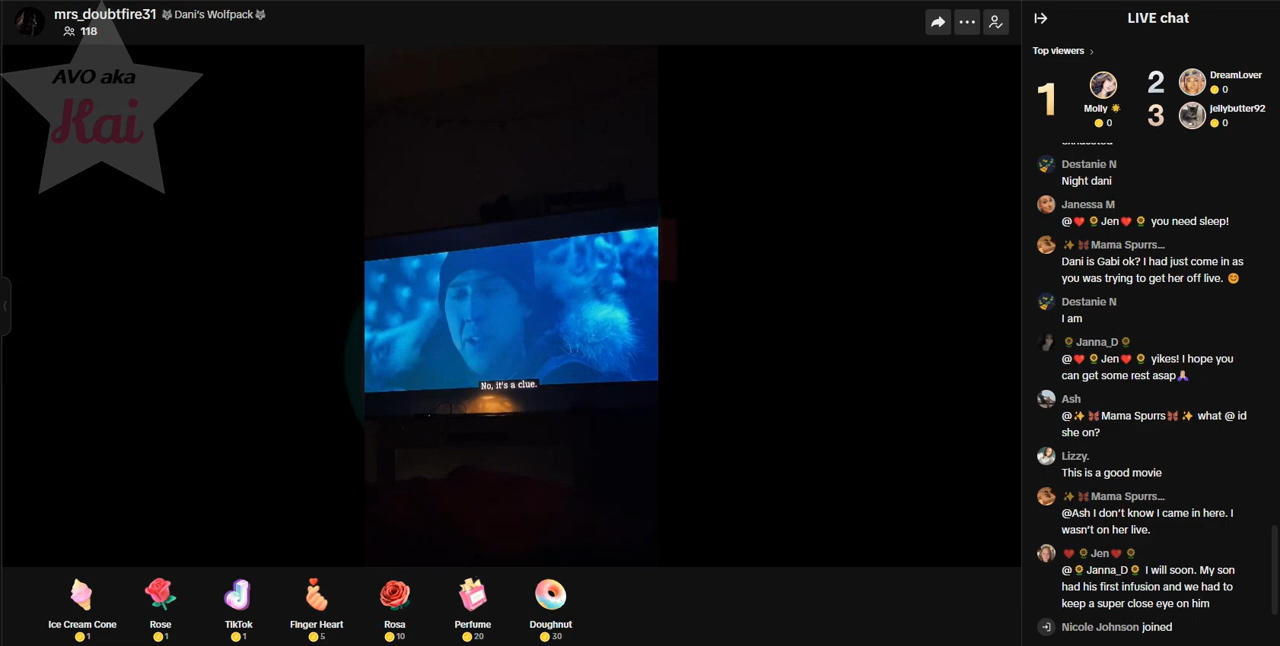 mrs_doubtfire31 🐺Dani's Wolfpack🐺
118
AVO aka
Kai
No, it's a clue.
Ice Cream Cone
1
Rose
1
TikTok
1
Finger Heart
5
Rosa
10
Perfume
20
Doughnut
30
LIVE chat
Top viewers
1
Molly ☀️
0
2
DreamLover
0
3
jellybutter92
0
Destanie N
Night dani
Janessa M
@❤️🌻Jen❤️🌻 you need sleep!
✨🦋Mama Spurrs...
Dani is Gabi ok? I had just come in as
you was trying to get her off live. 😊
Destanie N
I am
🌻Janna_D🌻
@❤️🌻Jen❤️🌻 yikes! I hope you
can get some rest asap🙏🏼
Ash
@✨🦋Mama Spurrs🦋✨ what @ id
she on?
Lizzy.
This is a good movie
✨🦋Mama Spurrs...
@Ash I don't know I came in here. I
wasn't on her live.
❤️🌻Jen❤️🌻
@🌻Janna_D🌻 I will soon. My son
had his first infusion and we had to
keep a super close eye on him
Nicole Johnson joined